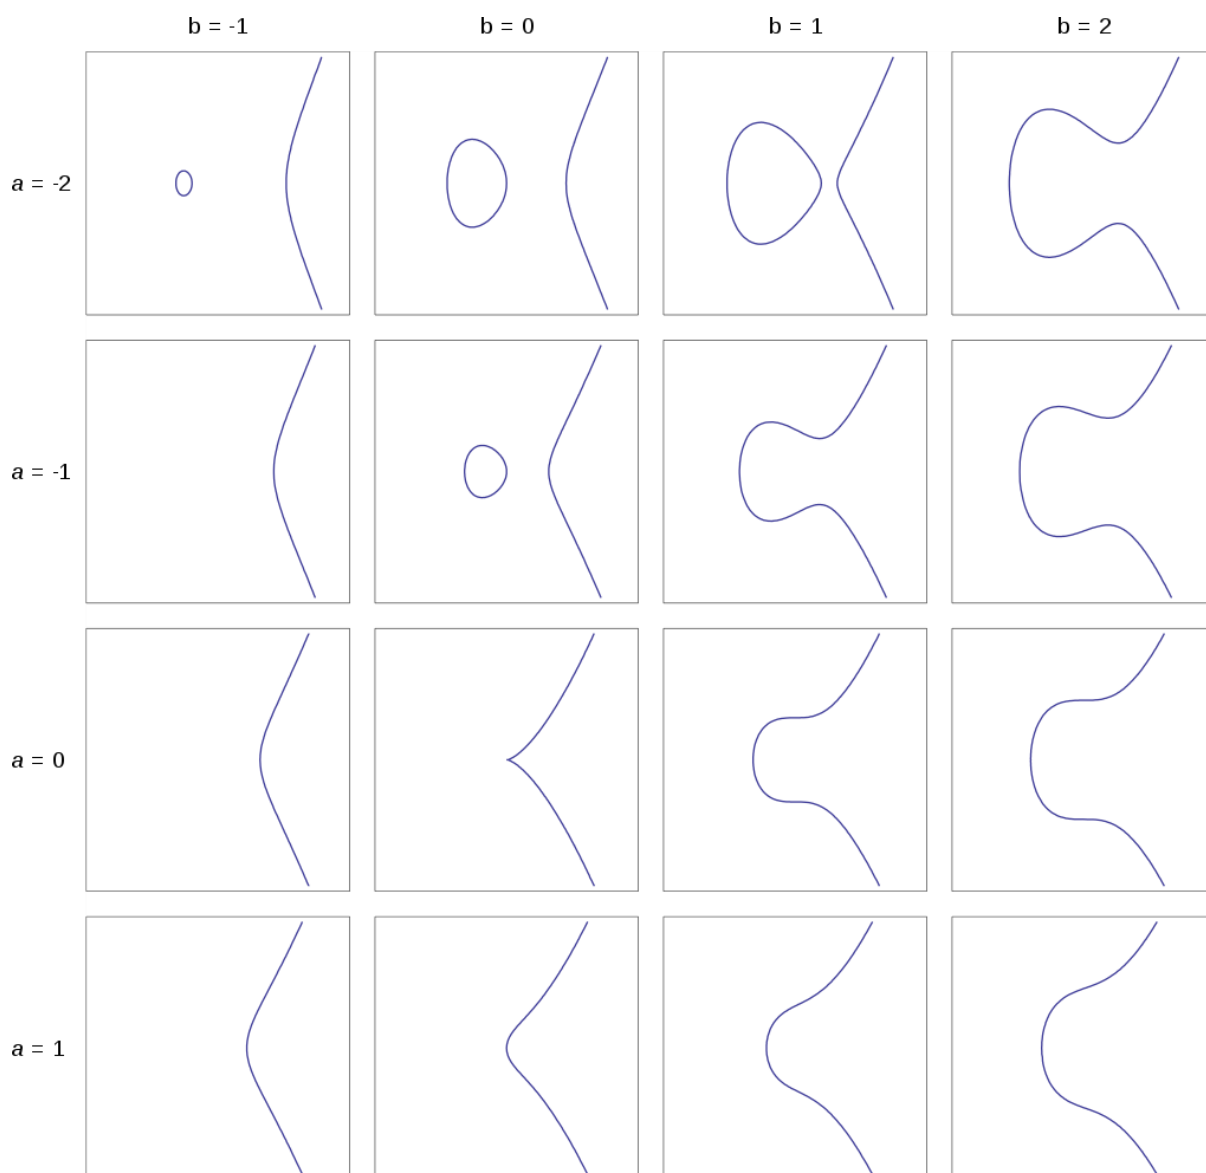 b = -1 b = 0 b = 1 b = 2
a = -2
a = -1
a = 0
a = 1